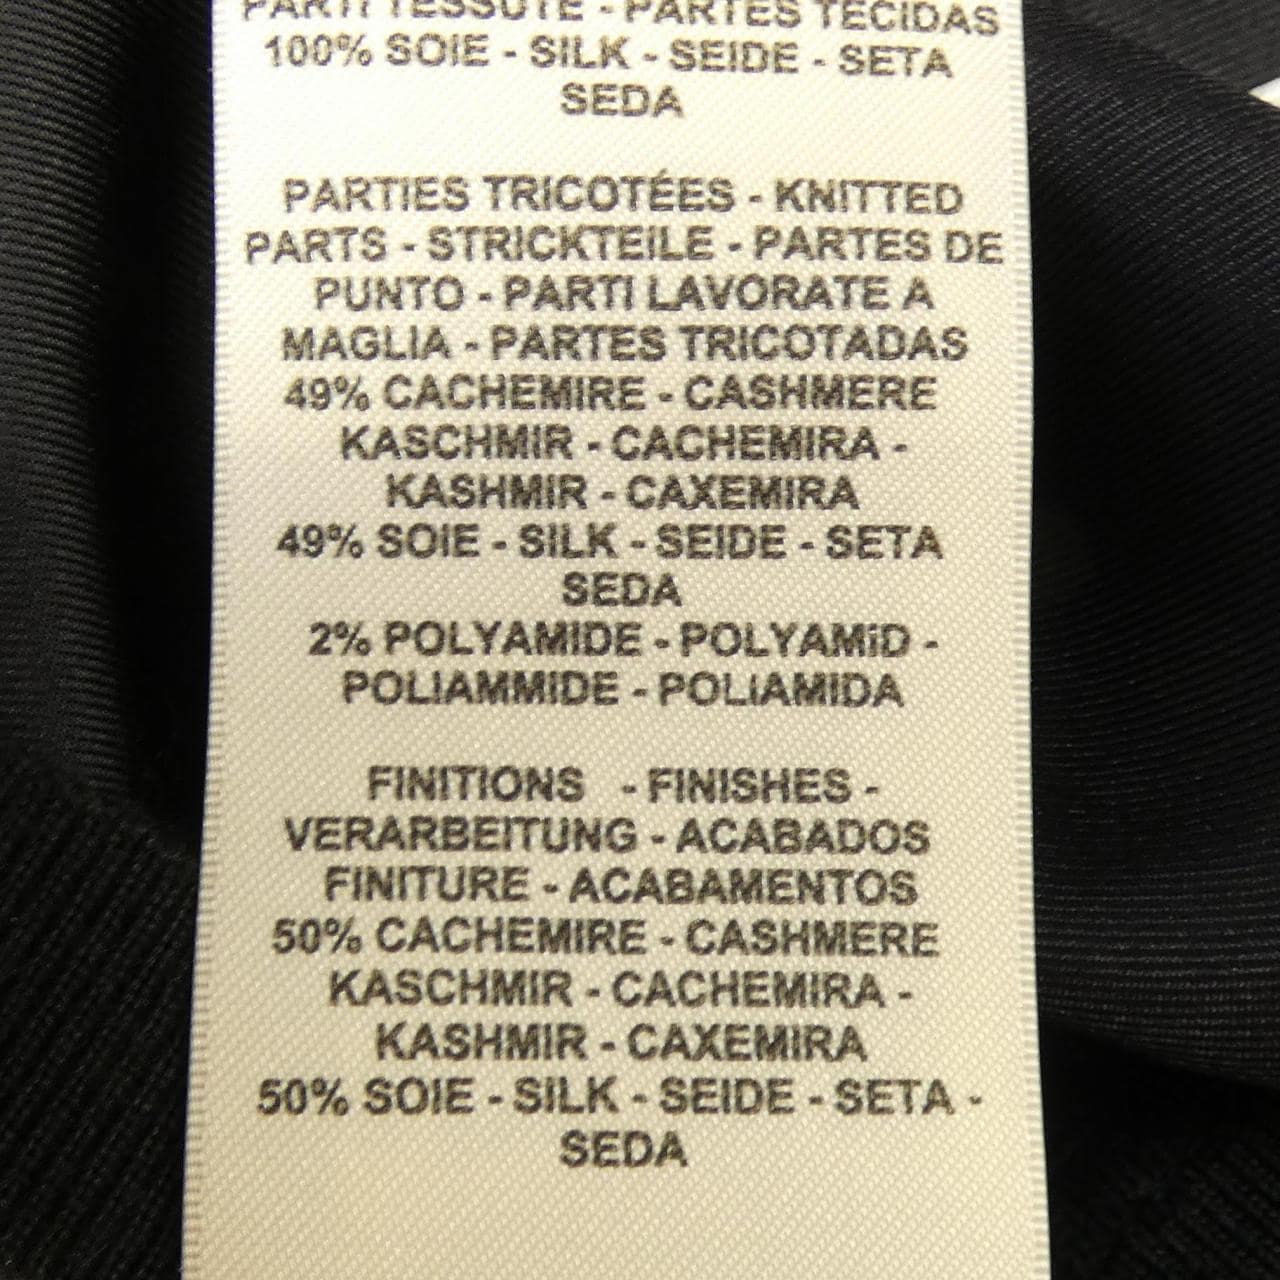 PARTI TESSUTE - PARTES TECIDAS
100% SOIE - SILK - SEIDE - SETA
SEDA
PARTIES TRICOTÉES - KNITTED
PARTS - STRICKTEILE - PARTES DE
PUNTO - PARTI LAVORATE A
MAGLIA - PARTES TRICOTADAS
49% CACHEMIRE - CASHMERE
KASCHMIR - CACHEMIRA -
KASHMIR - CAXEMIRA
49% SOIE - SILK - SEIDE - SETA
SEDA
2% POLYAMIDE - POLYAMID -
POLIAMMIDE - POLIAMIDA
FINITIONS - FINISHES -
VERARBEITUNG - ACABADOS
FINITURE - ACABAMENTOS
50% CACHEMIRE - CASHMERE
KASCHMIR - CACHEMIRA -
KASHMIR - CAXEMIRA
50% SOIE - SILK - SEIDE - SETA -
SEDA